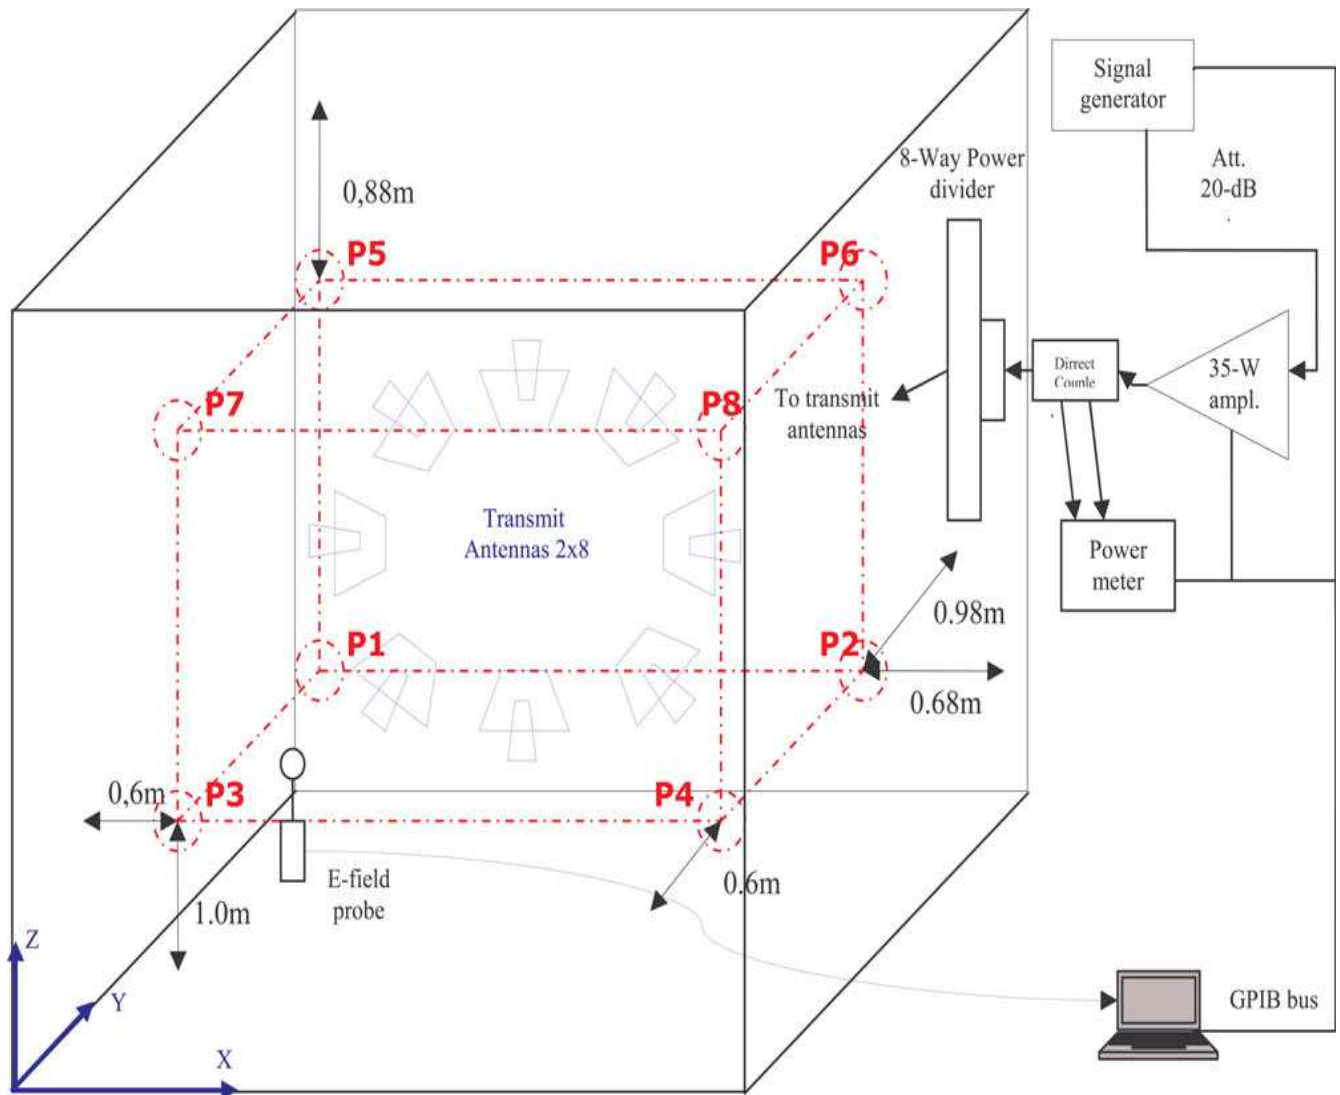 Signal
generator
8-Way Power
divider
Att.
20-dB
.
0,88m
P5
P6
P7
P8
To transmit
antennas
Dirrect
Couple
35-W
ampl.
Transmit
Antennas 2x8
Power
meter
P1
P2
0.98m
0.68m
0,6m
P3
P4
E-field
probe
0.6m
1.0m
Z
Y
X
GPIB bus